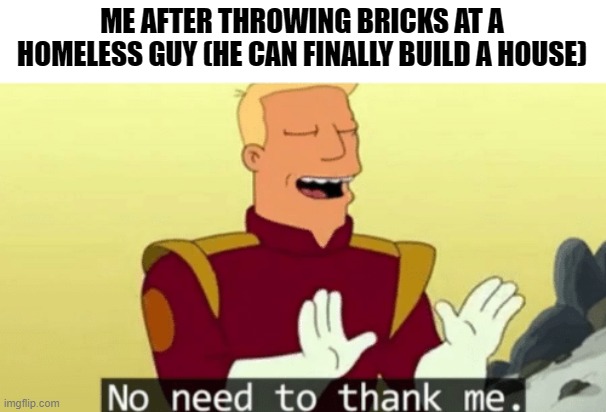 ME AFTER THROWING BRICKS AT A
HOMELESS GUY (HE CAN FINALLY BUILD A HOUSE)
No need to thank me.
imgflip.com